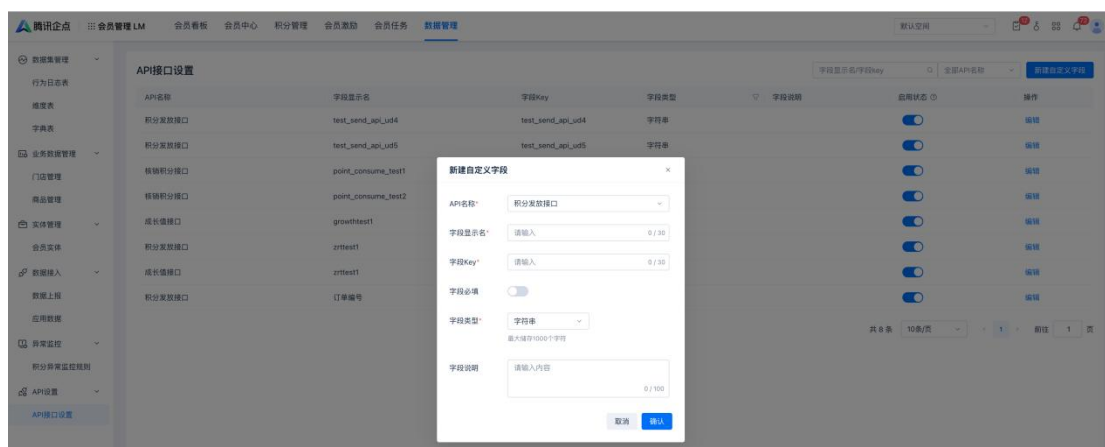 腾讯企点 会员管理 LM 会员看板 会员中心 积分管理 会员激励 会员任务 数据管理 默认空间
数据集管理
行为日志表
维度表
字典表
业务数据管理
门店管理
商品管理
实体管理
会员实体
数据接入
数据上报
应用数据
异常监控
积分异常监控规则
API设置
API接口设置
API接口设置 字段显示名/字段key 全部API名称 新建自定义字段
API名称 字段显示名 字段Key 字段类型 字段说明 启用状态 操作
积分发放接口 test_send_api_ud4 test_send_api_ud4 字符串 编辑
积分发放接口 test_send_api_ud5 test_send_api_ud5 字符串 编辑
核销积分接口 point_consume_test1 编辑
核销积分接口 point_consume_test2 编辑
成长值接口 growthtest1 编辑
积分发放接口 zrttest1 编辑
成长值接口 zrttest1 编辑
积分发放接口 订单编号 编辑
共 8 条 10条/页 1 前往 1 页
新建自定义字段
API名称* 积分发放接口
字段显示名* 请输入 0 / 30
字段Key* 请输入 0 / 30
字段必填
字段类型* 字符串
最大储存1000个字符
字段说明 请输入内容
0 / 100
取消 确认